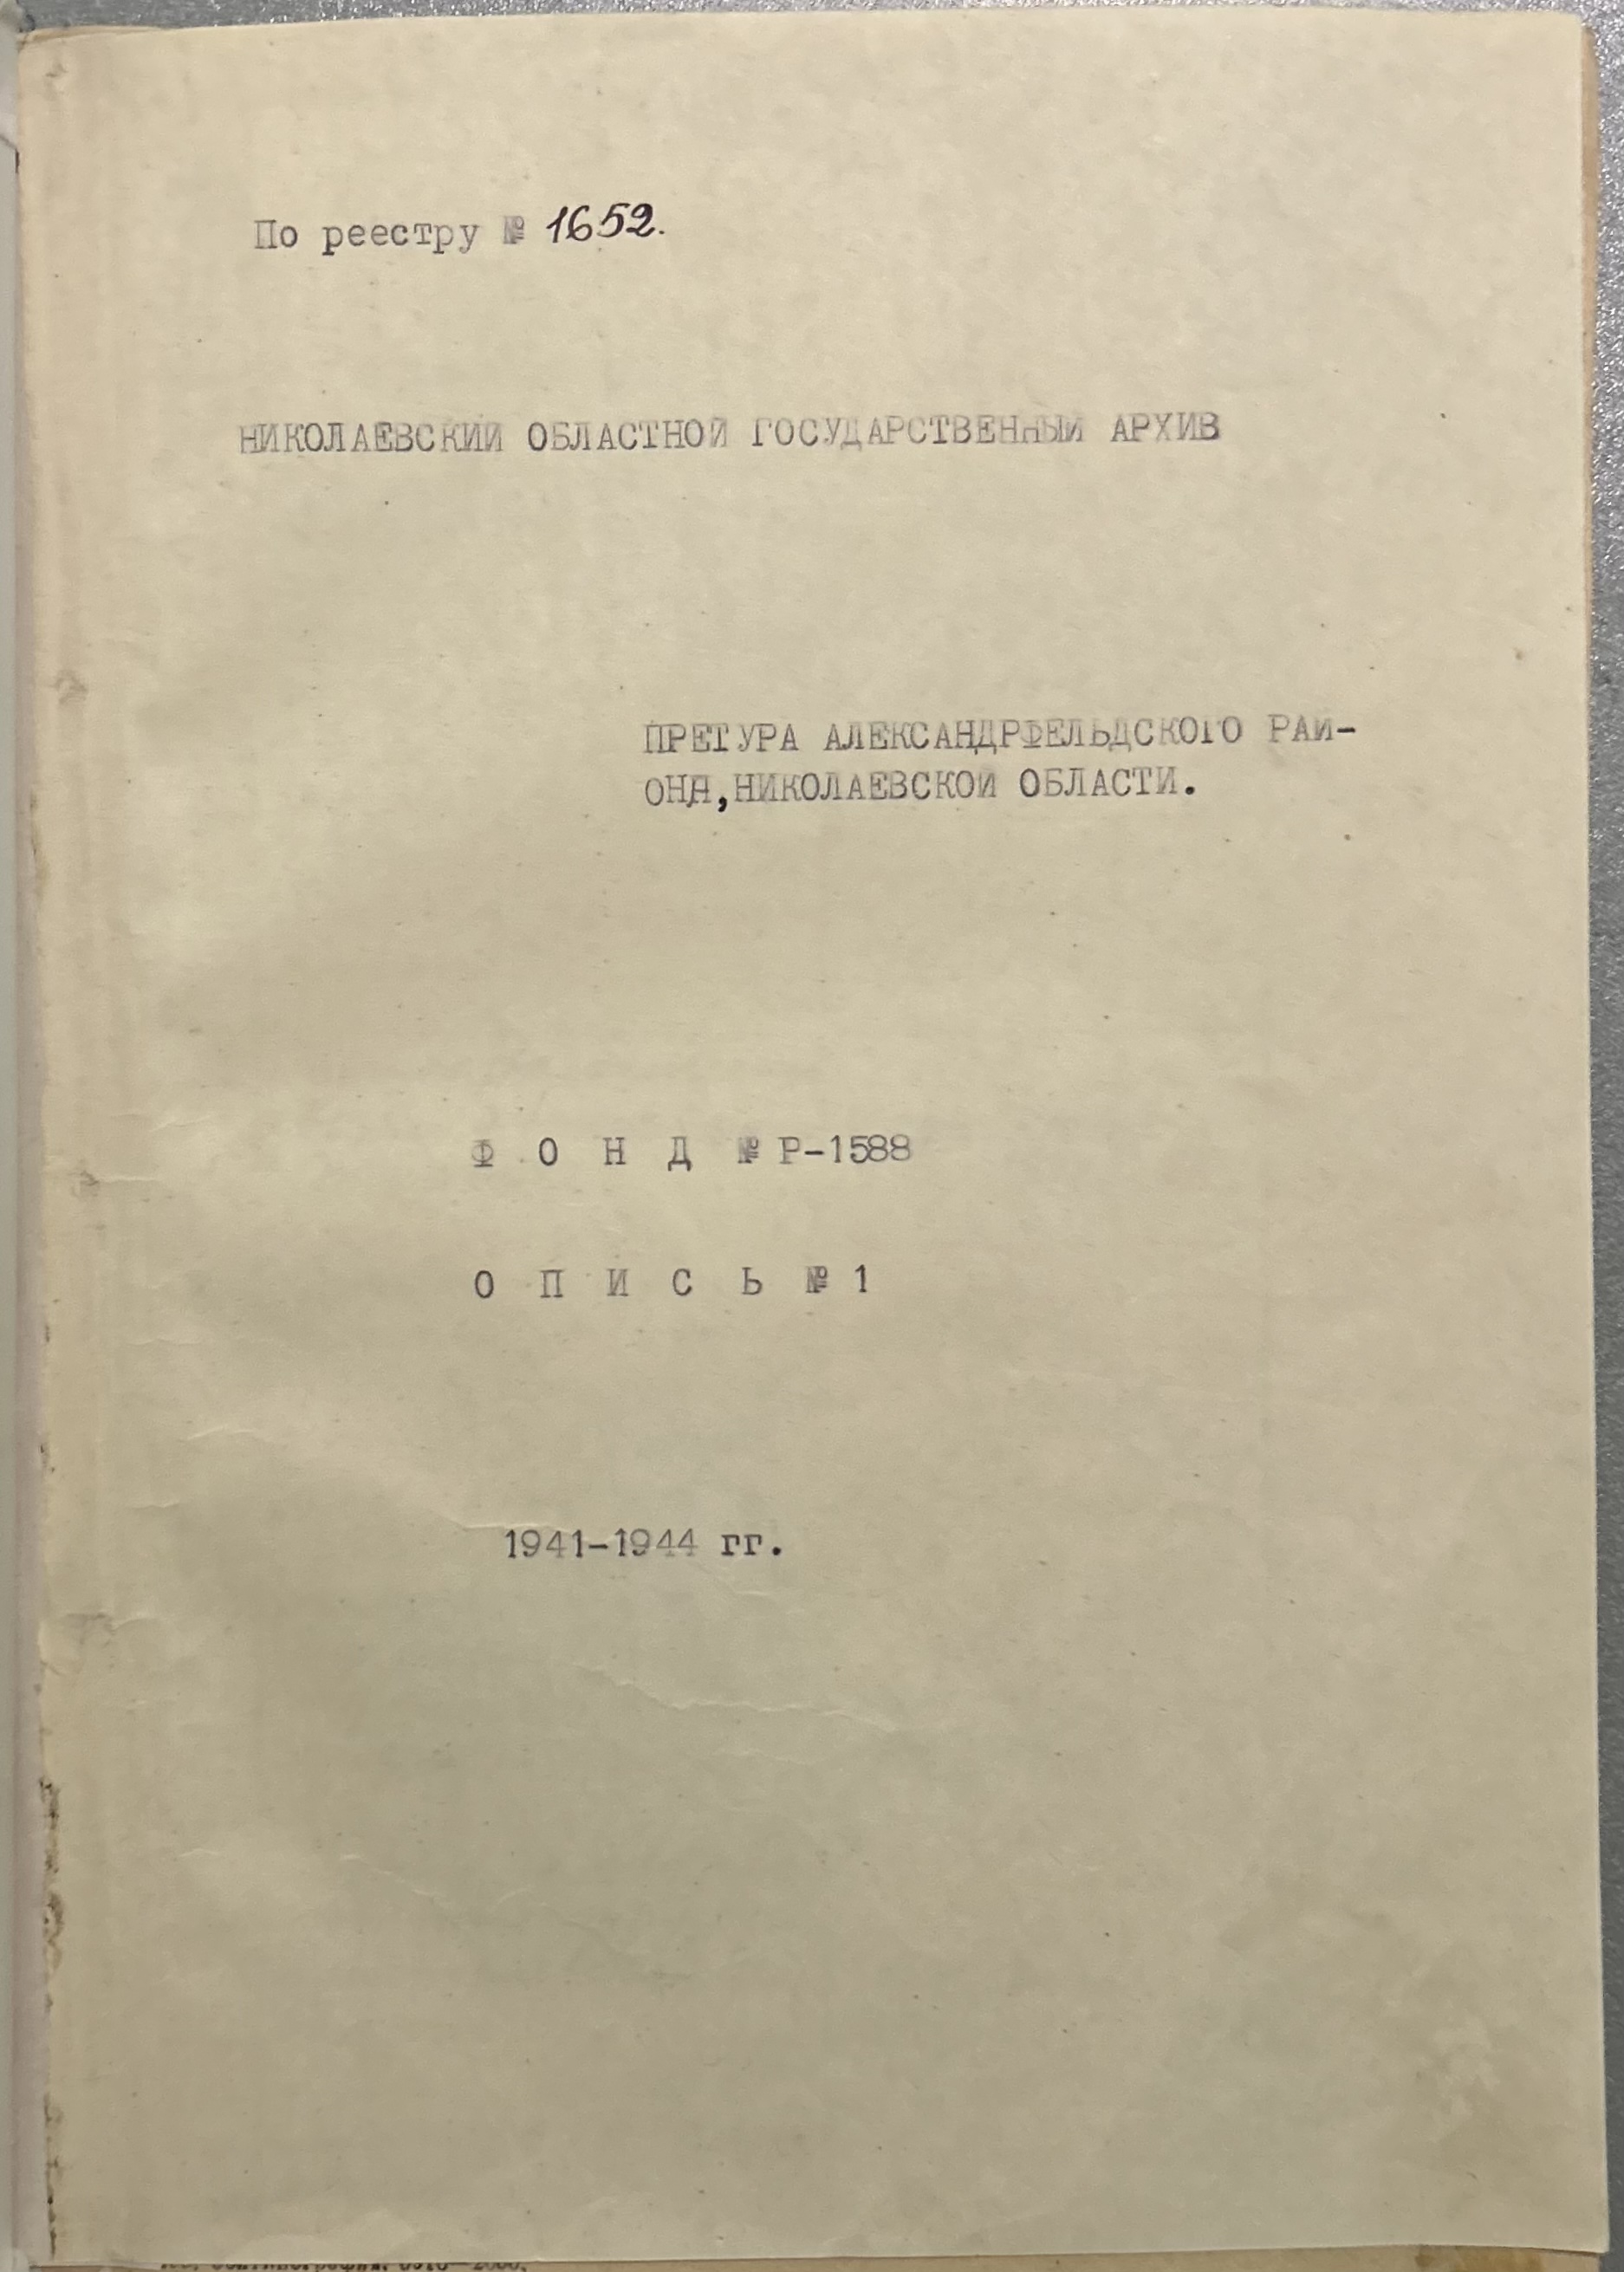 По реестру № 1652.
НИКОЛАЕВСКИЙ ОБЛАСТНОЙ ГОСУДАРСТВЕННЫЙ АРХИВ
ПРЕТУРА АЛЕКСАНДРФЕЛЬДСКОГО РАЙ-
ОНА, НИКОЛАЕВСКОЙ ОБЛАСТИ.
Ф О Н Д № Р-1588
О П И С Ь № 1
1941-1944 гг.